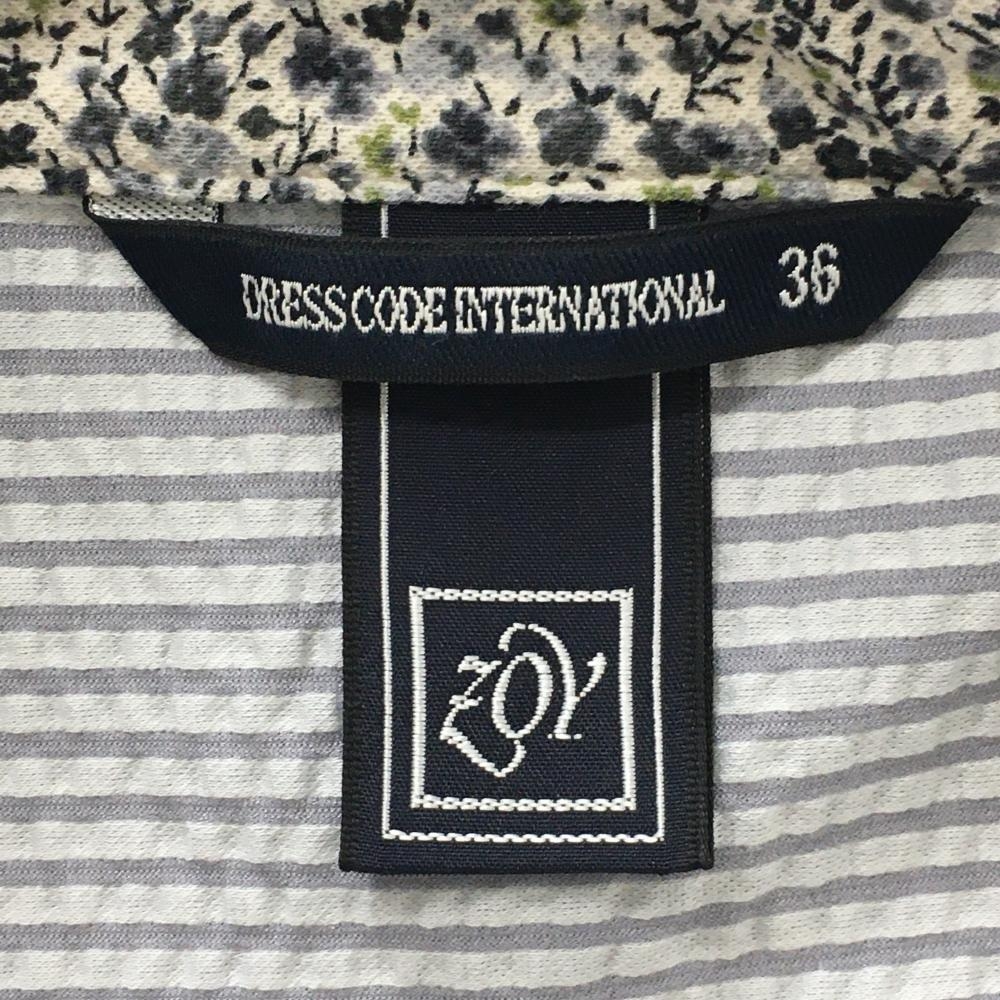 DRESS CODE INTERNATIONAL 36
ZOY